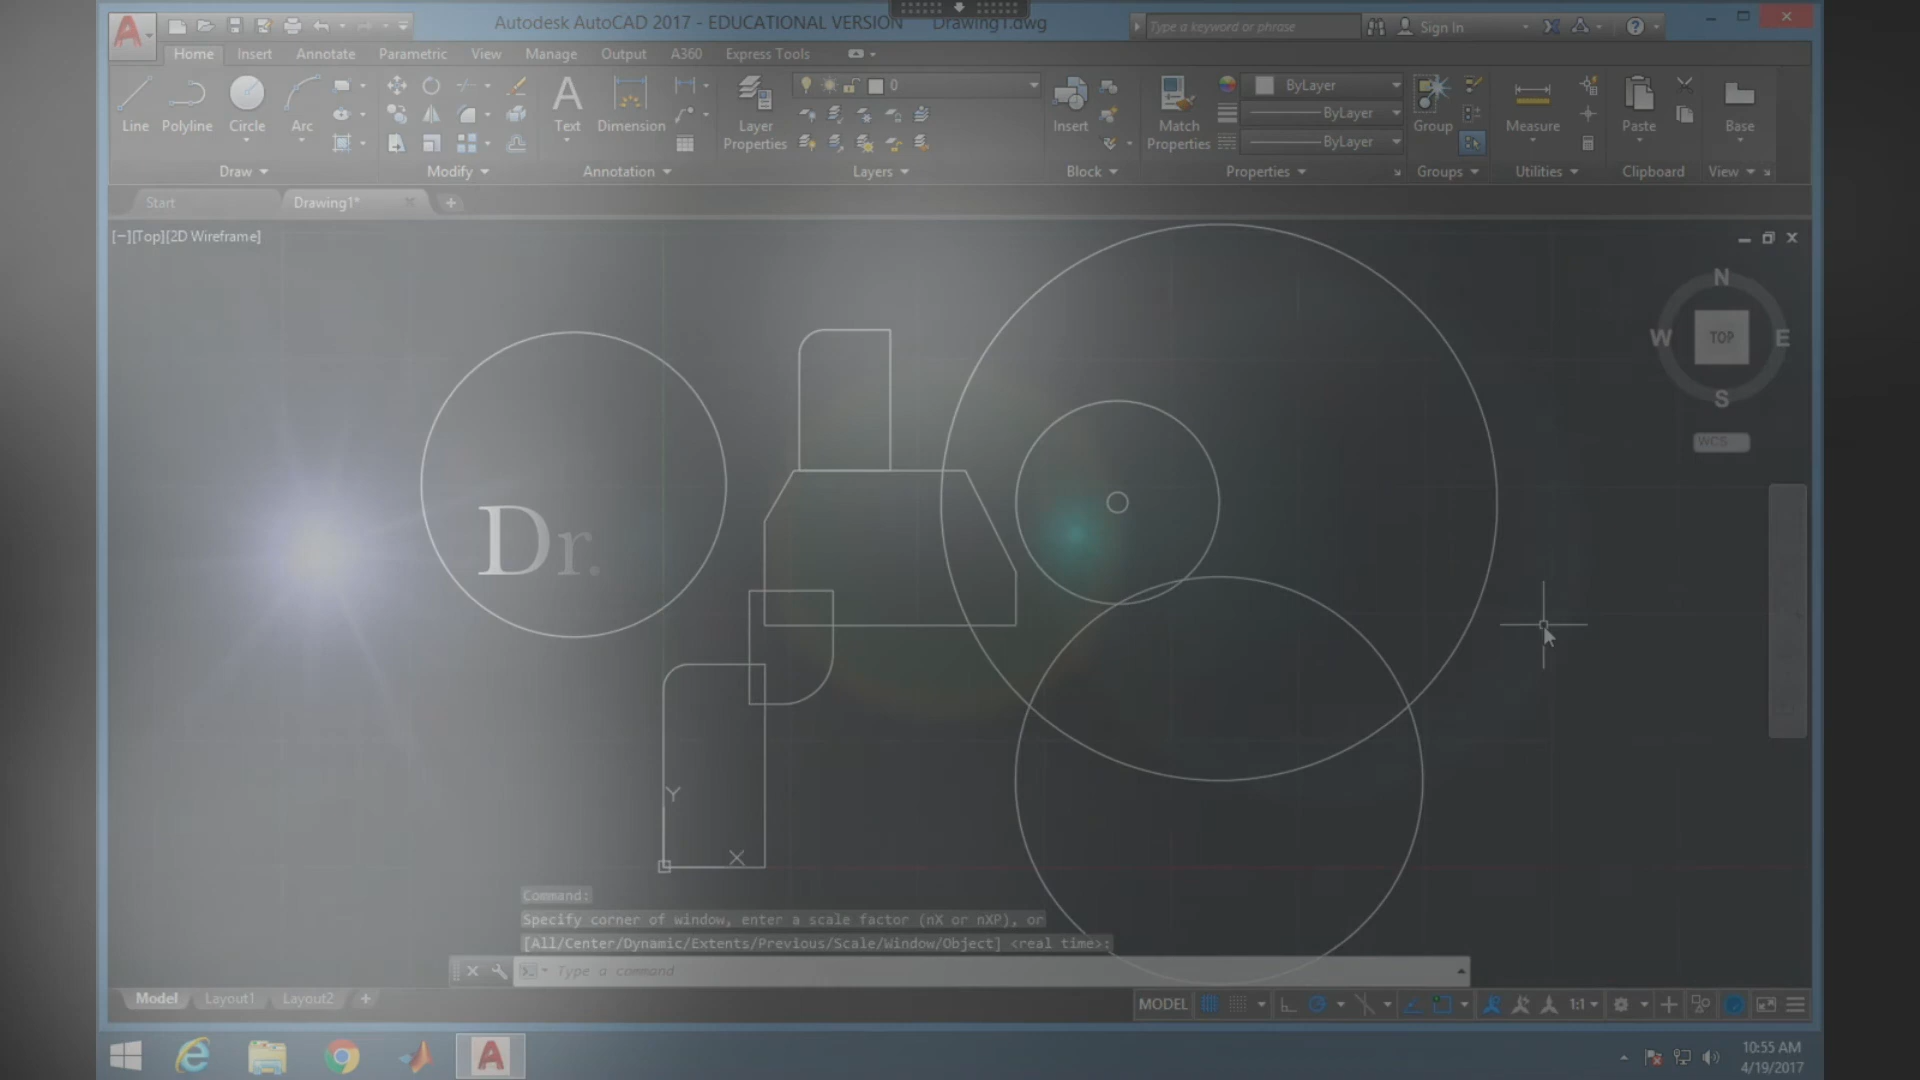 Autodesk AutoCAD 2017 - EDUCATIONAL VERSION Drawing1.dwg
Type a keyword or phrase
Sign In
Home Insert Annotate Parametric View Manage Output A360 Express Tools
Line Polyline Circle Arc
Text Dimension
Layer Properties
0
Insert
Match Properties
ByLayer
ByLayer
ByLayer
Group
Measure
Paste
Base
Draw Modify Annotation Layers Block Properties Groups Utilities Clipboard View
Start Drawing1*
[−][Top][2D Wireframe]
N
W TOP E
S
WCS
Dr.
Y
X
Command:
Specify corner of window, enter a scale factor (nX or nXP), or
[All/Center/Dynamic/Extents/Previous/Scale/Window/Object] <real time>:
Type a command
Model Layout1 Layout2
MODEL 1:1
10:55 AM
4/19/2017